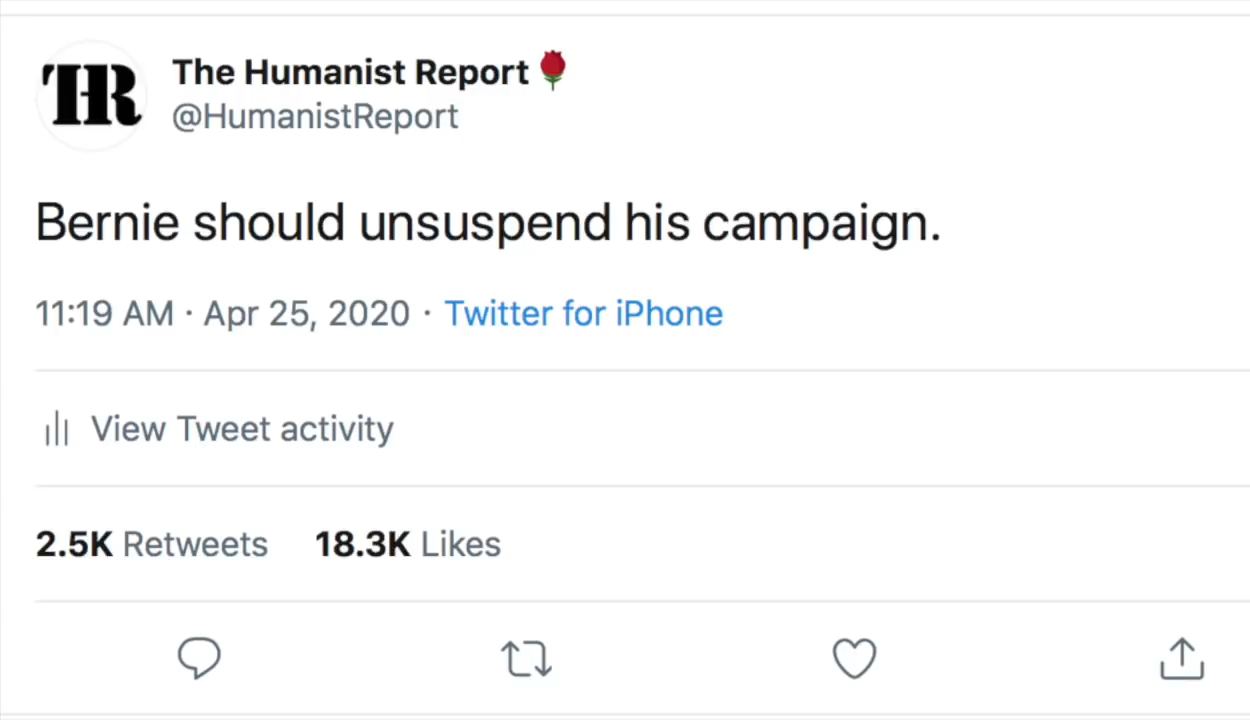 THR
The Humanist Report🌹
@HumanistReport
Bernie should unsuspend his campaign.
11:19 AM · Apr 25, 2020 · Twitter for iPhone
View Tweet activity
2.5K Retweets 18.3K Likes